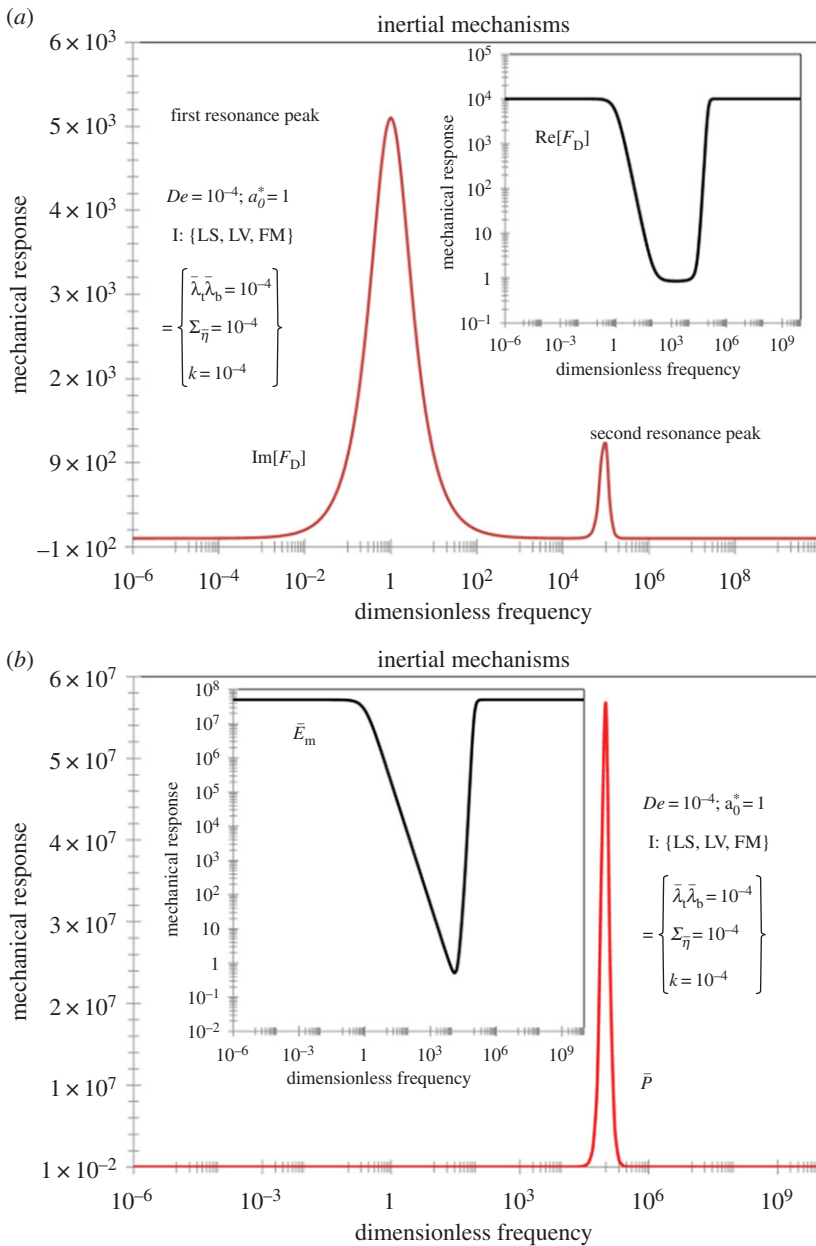 (a)
inertial mechanisms
6 × 10³
5 × 10³
4 × 10³
3 × 10³
2 × 10³
9 × 10²
–1 × 10²
mechanical response
first resonance peak
De = 10⁻⁴; a₀* = 1
I: {LS, LV, FM}
λ̄ₜλ̄_b = 10⁻⁴
= Σ_η̄ = 10⁻⁴
k = 10⁻⁴
Im[F_D]
second resonance peak
10⁻⁶ 10⁻⁴ 10⁻² 1 10² 10⁴ 10⁶ 10⁸
dimensionless frequency
10⁵
10⁴
10³
10²
10
1
10⁻¹
mechanical response
Re[F_D]
10⁻⁶ 10⁻³ 1 10³ 10⁶ 10⁹
dimensionless frequency
(b)
inertial mechanisms
6 × 10⁷
5 × 10⁷
4 × 10⁷
3 × 10⁷
2 × 10⁷
1 × 10⁷
1 × 10⁻²
mechanical response
10⁸
10⁷
10⁶
10⁵
10⁴
10³
10²
10
1
10⁻¹
10⁻²
mechanical response
Ē_m
10⁻⁶ 10⁻³ 1 10³ 10⁶ 10⁹
dimensionless frequency
De = 10⁻⁴; a₀* = 1
I: {LS, LV, FM}
λ̄ₜλ̄_b = 10⁻⁴
= Σ_η̄ = 10⁻⁴
k = 10⁻⁴
P̄
10⁻⁶ 10⁻³ 1 10³ 10⁶ 10⁹
dimensionless frequency